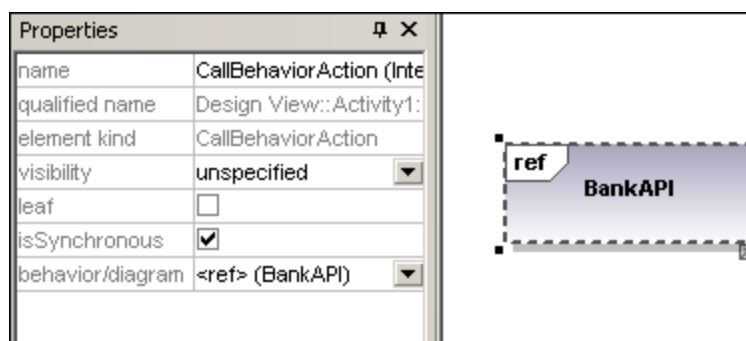 Properties
name CallBehaviorAction (Inte
qualified name Design View::Activity1:
element kind CallBehaviorAction
visibility unspecified
leaf
isSynchronous
behavior/diagram <ref> (BankAPI)
ref
BankAPI